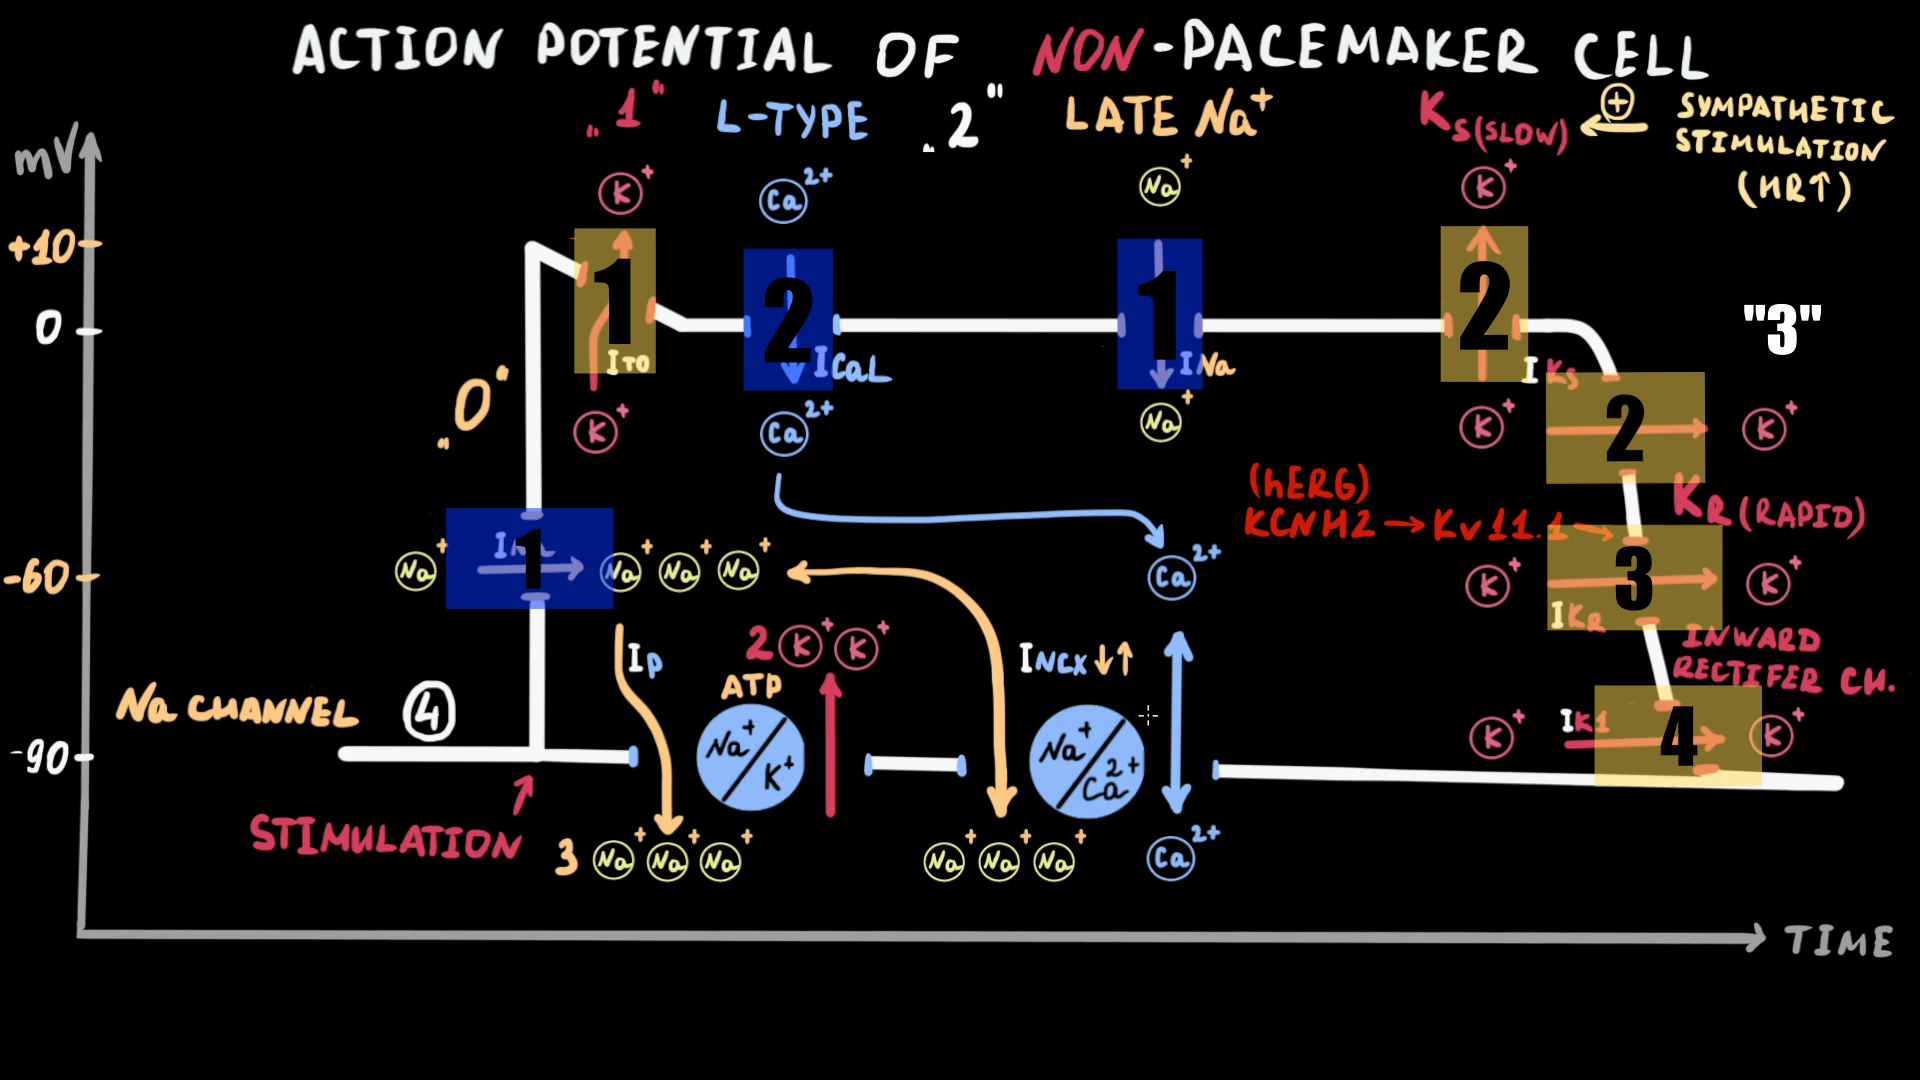 ACTION POTENTIAL OF NON-PACEMAKER CELL
„1" L-TYPE „2" LATE Na+ KS(SLOW) ⊕ SYMPATHETIC
STIMULATION
(HR↑)
mV
K+ Ca2+ Na+ K+
+10
1 2 1 2
0
"3"
ITO ICaL INa IKS
„0"
K+ Ca2+ Na+ K+
2 K+
(hERG)
KCNH2→Kv11.1
KR(RAPID)
Na+ 1 Na+ Na+ Na+
-60
Ca2+
K+ 3 K+
IKR
IP 2 K+ K+
INCX↓↑
INWARD
RECTIFER CH.
ATP
Na CHANNEL 4
Na+/K+
Na+/Ca2+
K+ IK1 4 K+
-90
STIMULATION
3 Na+ Na+ Na+
Na+ Na+ Na+ Ca2+
TIME